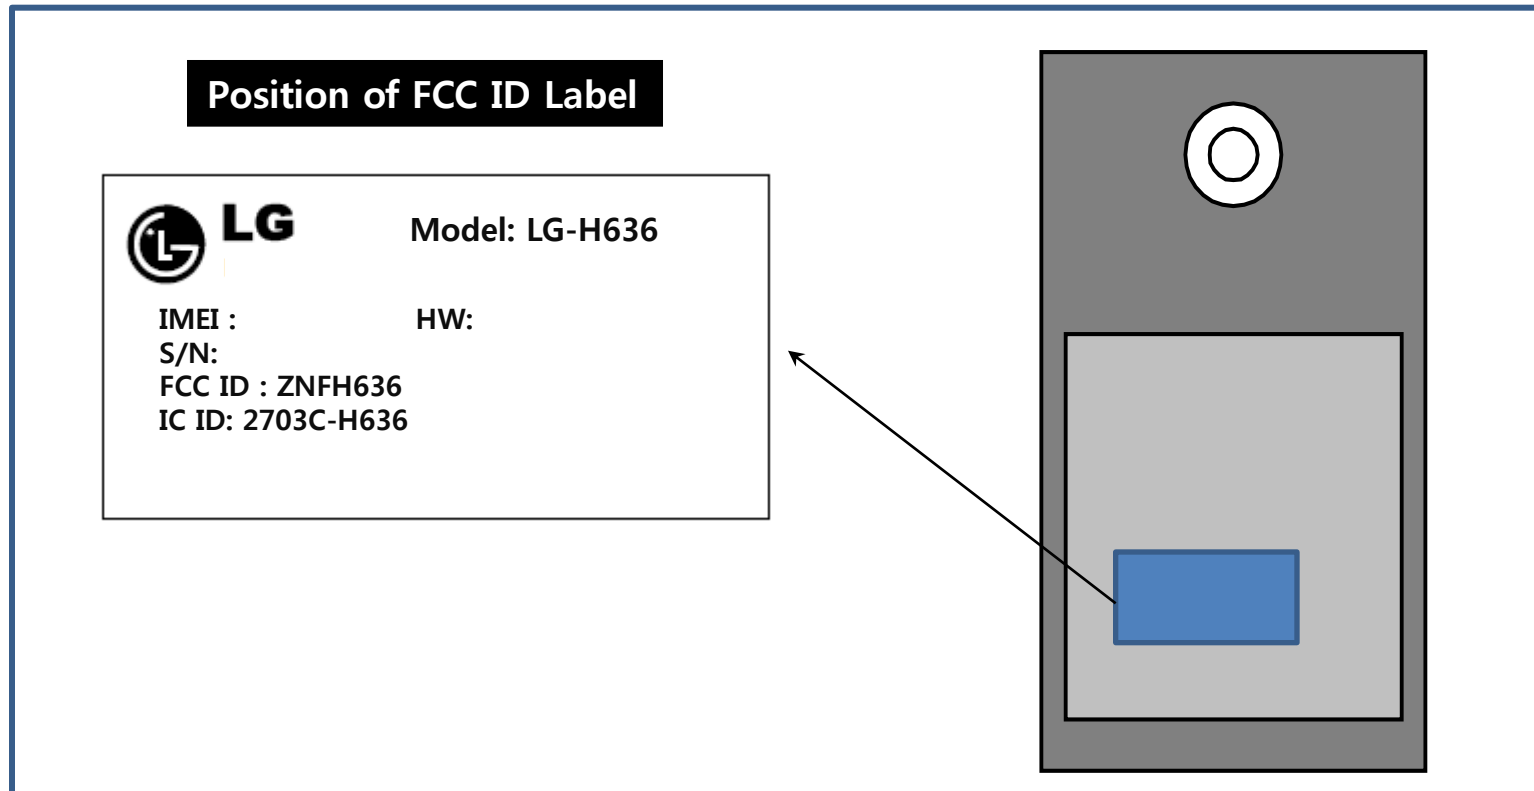 Position of FCC ID Label
LG
Model: LG-H636
IMEI :
HW:
S/N:
FCC ID : ZNFH636
IC ID: 2703C-H636